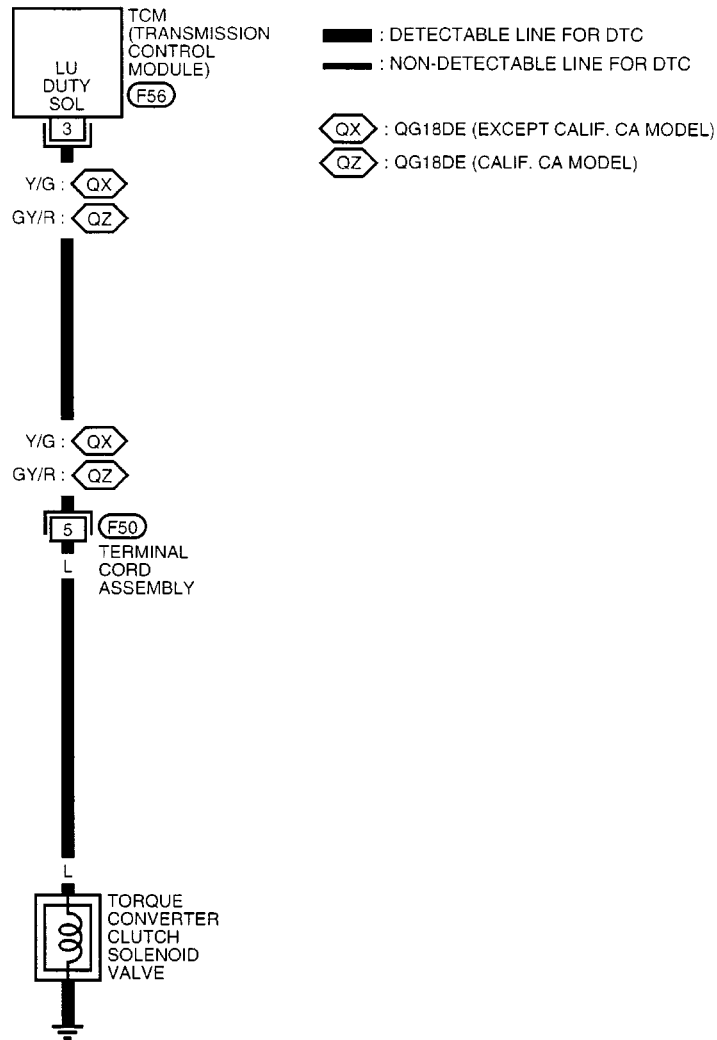 TCM
(TRANSMISSION
CONTROL
MODULE)
F56
LU
DUTY
SOL
3
: DETECTABLE LINE FOR DTC
: NON-DETECTABLE LINE FOR DTC
QX : QG18DE (EXCEPT CALIF. CA MODEL)
QZ : QG18DE (CALIF. CA MODEL)
Y/G : QX
GY/R : QZ
Y/G : QX
GY/R : QZ
5 F50
TERMINAL
CORD
ASSEMBLY
L
L
TORQUE
CONVERTER
CLUTCH
SOLENOID
VALVE